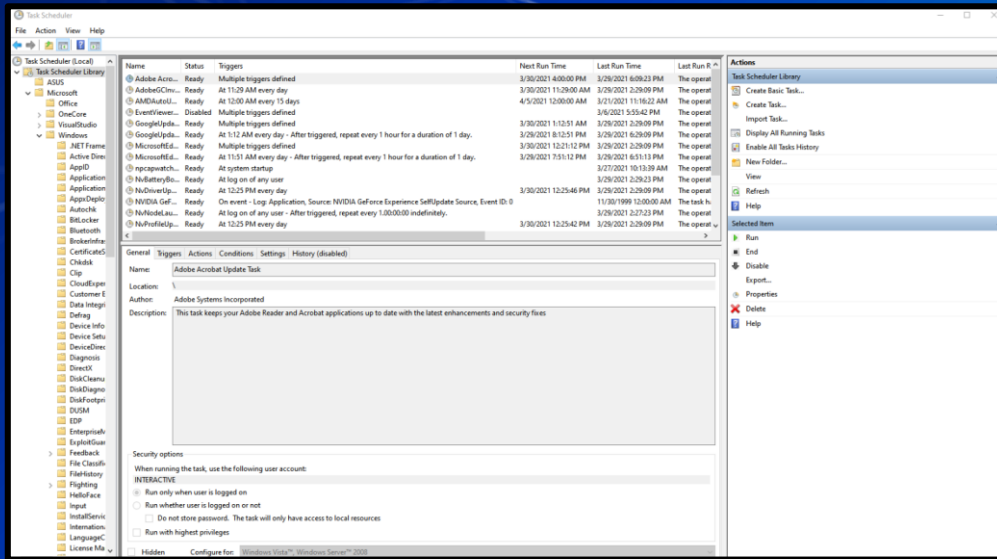 Task Scheduler
File Action View Help
Task Scheduler (Local)
Task Scheduler Library
ASUS
Microsoft
Office
OneCore
VisualStudio
Windows
.NET Frame
Active Direc
AppID
Application
Application
AppxDeplo
Autochk
BitLocker
Bluetooth
BrokerInfras
CertificateS
Chkdsk
Clip
CloudExper
Customer E
Data Integri
Defrag
Device Info
Device Setu
DeviceDirec
Diagnosis
DirectX
DiskCleanu
DiskDiagno
DiskFootpri
DUSM
EDP
EnterpriseM
ExploitGuar
Feedback
File Classifi
FileHistory
Flighting
HelloFace
Input
InstallServic
Internation
LanguageC
License Ma
Name Status Triggers Next Run Time Last Run Time Last Run R
Adobe Acro... Ready Multiple triggers defined 3/30/2021 4:00:00 PM 3/29/2021 6:09:23 PM The operat
AdobeGCInv... Ready At 11:29 AM every day 3/30/2021 11:29:00 AM 3/29/2021 2:29:09 PM The operat
AMDAutoU... Ready At 12:00 AM every 15 days 4/5/2021 12:00:00 AM 3/21/2021 11:16:22 AM The operat
EventViewer... Disabled Multiple triggers defined 3/6/2021 5:55:42 PM The operat
GoogleUpda... Ready Multiple triggers defined 3/30/2021 1:12:51 AM 3/29/2021 2:29:09 PM The operat
GoogleUpda... Ready At 1:12 AM every day - After triggered, repeat every 1 hour for a duration of 1 day. 3/29/2021 8:12:51 PM 3/29/2021 6:29:09 PM The operat
MicrosoftEd... Ready Multiple triggers defined 3/30/2021 12:21:12 PM 3/29/2021 2:29:09 PM The operat
MicrosoftEd... Ready At 11:51 AM every day - After triggered, repeat every 1 hour for a duration of 1 day. 3/29/2021 7:51:12 PM 3/29/2021 6:51:13 PM The operat
npcapwatch... Ready At system startup 3/27/2021 10:13:39 AM The operat
NvBatteryBo... Ready At log on of any user 3/29/2021 2:29:23 PM The operat
NvDriverUp... Ready At 12:25 PM every day 3/30/2021 12:25:46 PM 3/29/2021 2:29:09 PM The operat
NVIDIA GeF... Ready On event - Log: Application, Source: NVIDIA GeForce Experience SelfUpdate Source, Event ID: 0 11/30/1999 12:00:00 AM The task h
NvNodeLau... Ready At log on of any user - After triggered, repeat every 1.00:00:00 indefinitely. 3/29/2021 2:27:23 PM The operat
NvProfileUp... Ready At 12:25 PM every day 3/30/2021 12:25:42 PM 3/29/2021 2:29:09 PM The operat
General Triggers Actions Conditions Settings History (disabled)
Name: Adobe Acrobat Update Task
Location: \
Author: Adobe Systems Incorporated
Description: This task keeps your Adobe Reader and Acrobat applications up to date with the latest enhancements and security fixes
Security options
When running the task, use the following user account:
INTERACTIVE
Run only when user is logged on
Run whether user is logged on or not
Do not store password. The task will only have access to local resources
Run with highest privileges
Hidden Configure for: Windows Vista™, Windows Server™ 2008
Actions
Task Scheduler Library
Create Basic Task...
Create Task...
Import Task...
Display All Running Tasks
Enable All Tasks History
New Folder...
View
Refresh
Help
Selected Item
Run
End
Disable
Export...
Properties
Delete
Help